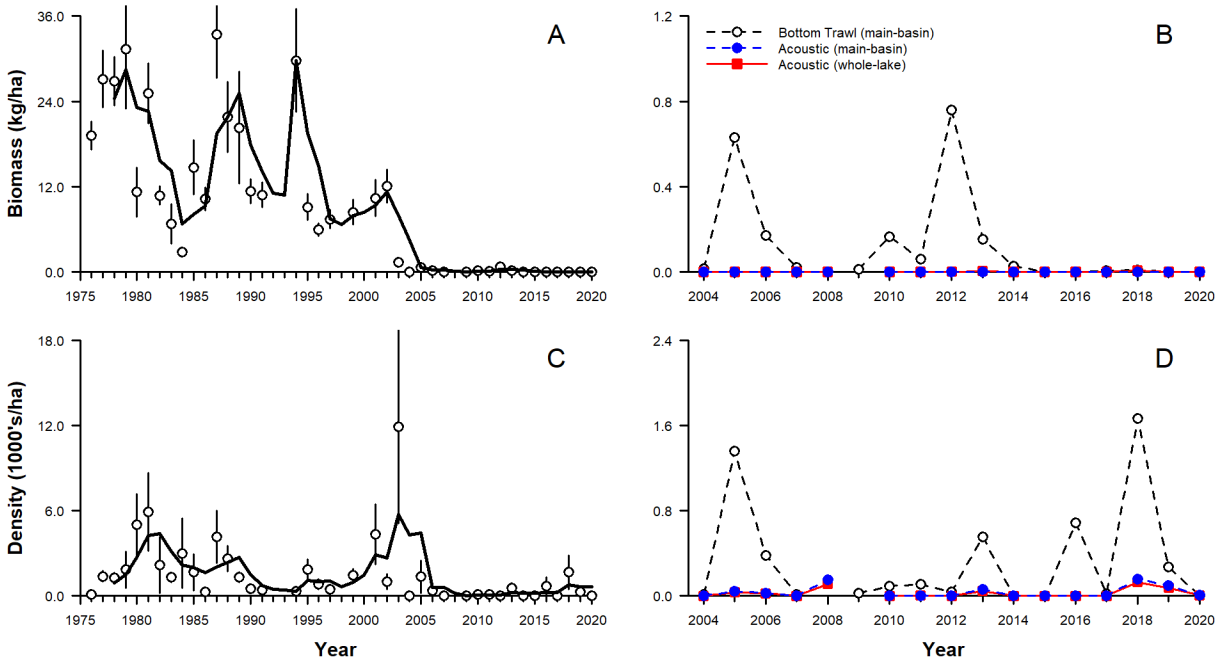 36.0
24.0
12.0
0.0
Biomass (kg/ha)
A
1975 1980 1985 1990 1995 2000 2005 2010 2015 2020
1.2
0.8
0.4
0.0
B
Bottom Trawl (main-basin)
Acoustic (main-basin)
Acoustic (whole-lake)
2004 2006 2008 2010 2012 2014 2016 2018 2020
18.0
12.0
6.0
0.0
Density (1000's/ha)
C
1975 1980 1985 1990 1995 2000 2005 2010 2015 2020
Year
2.4
1.6
0.8
0.0
D
2004 2006 2008 2010 2012 2014 2016 2018 2020
Year